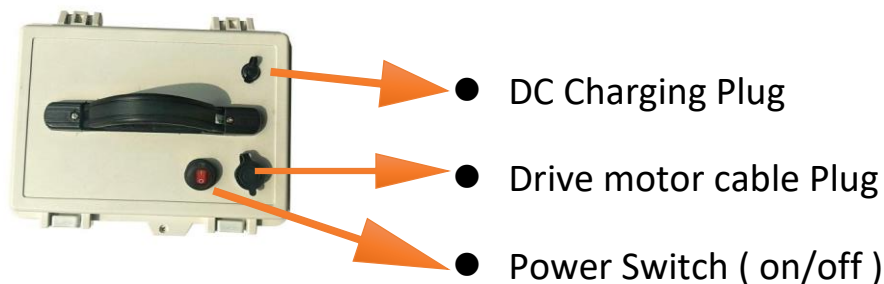 ● DC Charging Plug
● Drive motor cable Plug
● Power Switch ( on/off )